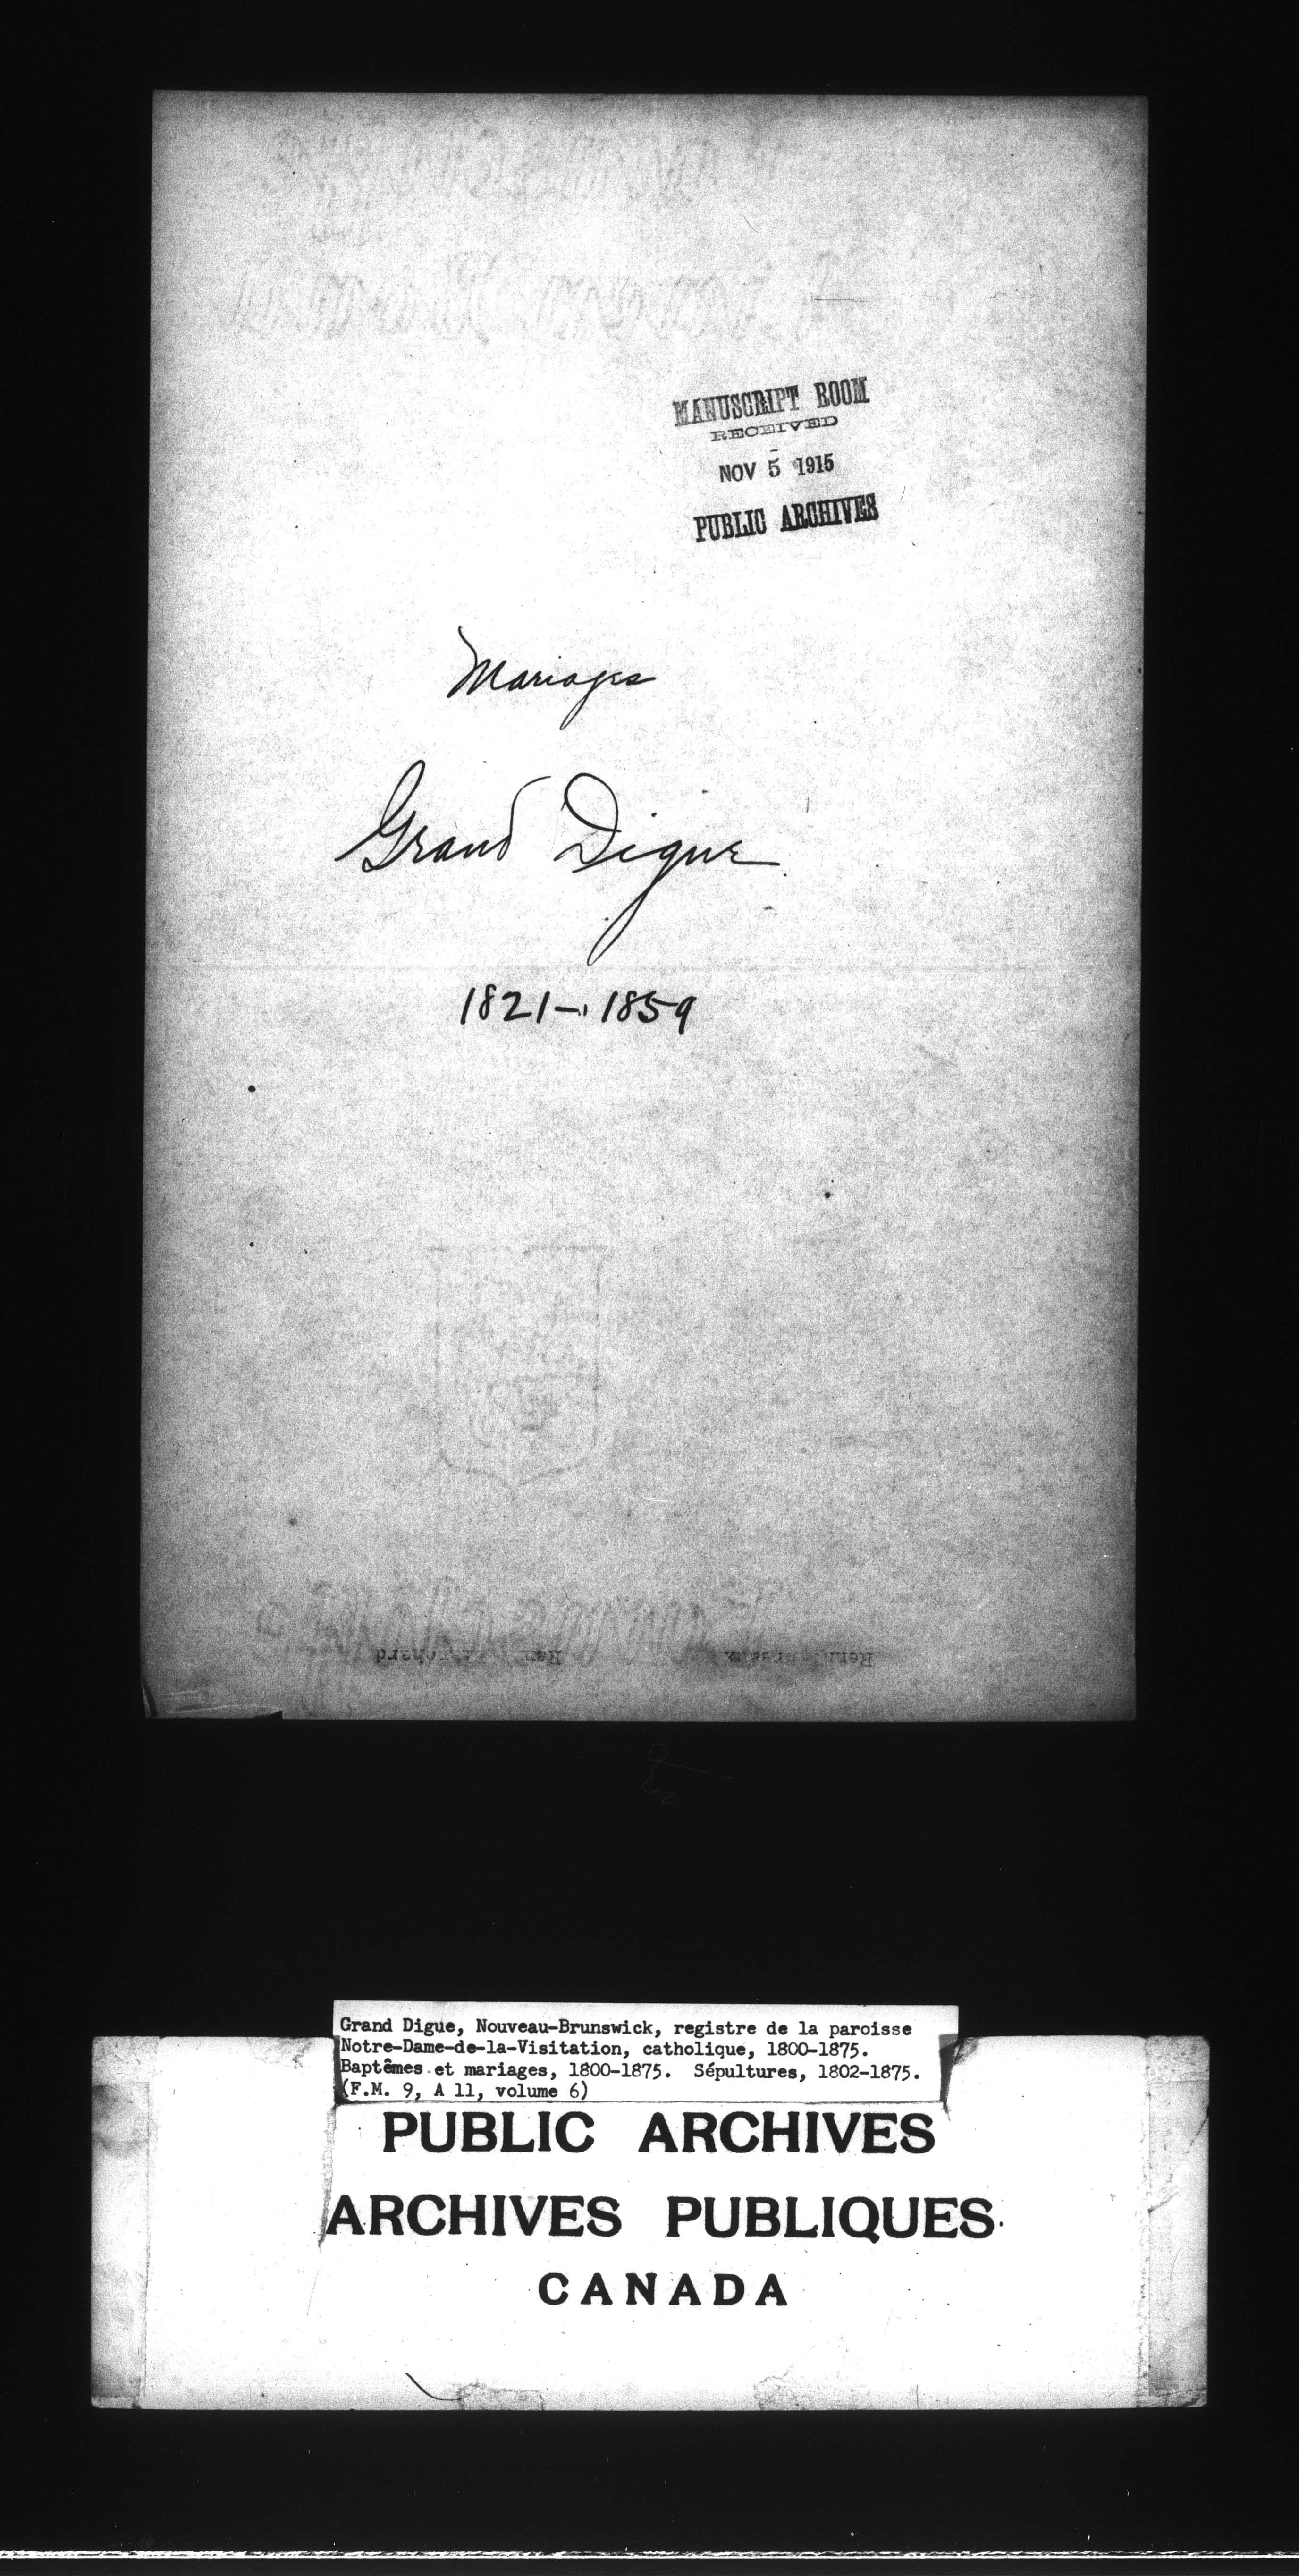 MANUSCRIPT ROOM
RECEIVED
NOV 5 1915
PUBLIC ARCHIVES
Mariages
Grand Digue
1821-1859
Grand Digue, Nouveau-Brunswick, registre de la paroisse
Notre-Dame-de-la-Visitation, catholique, 1800-1875.
Baptêmes et mariages, 1800-1875. Sépultures, 1802-1875.
(F.M. 9, A 11, volume 6)
PUBLIC ARCHIVES
ARCHIVES PUBLIQUES
CANADA